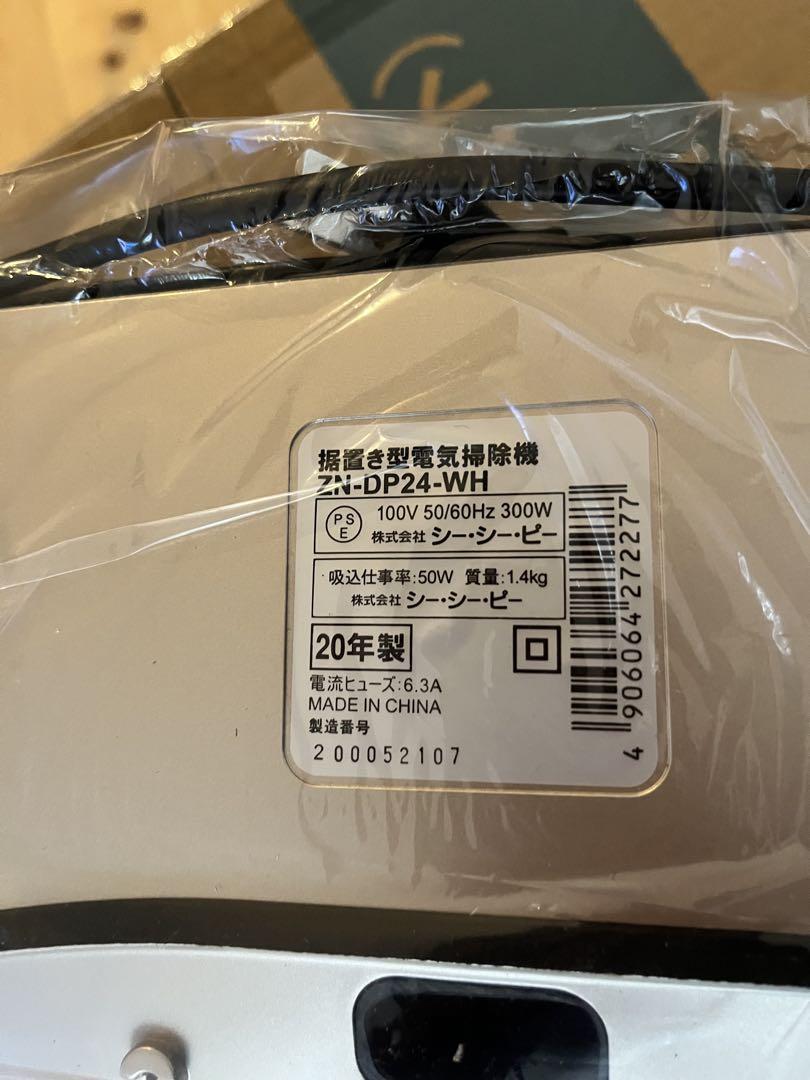 据置き型電気掃除機
ZN-DP24-WH
PSE
100V 50/60Hz 300W
株式会社 シー・シー・ピー
吸込仕事率:50W 質量:1.4kg
株式会社 シー・シー・ピー
20年製
電流ヒューズ:6.3A
MADE IN CHINA
製造番号
200052107
4 906064 272277